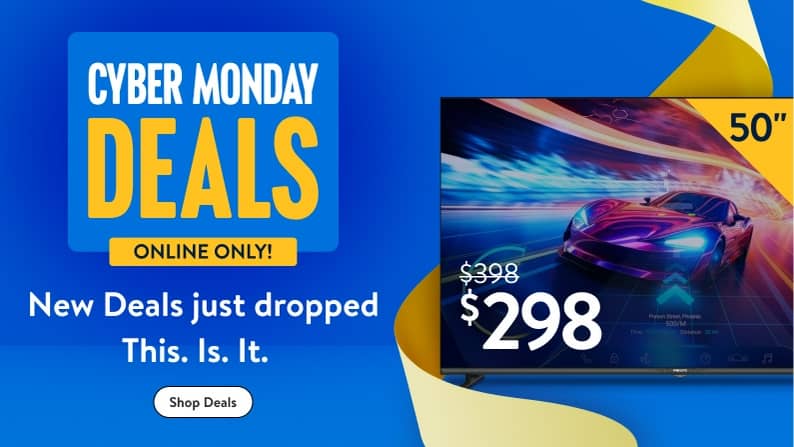 CYBER MONDAY
DEALS
ONLINE ONLY!
New Deals just dropped
This. Is. It.
Shop Deals
50"
$398
$298